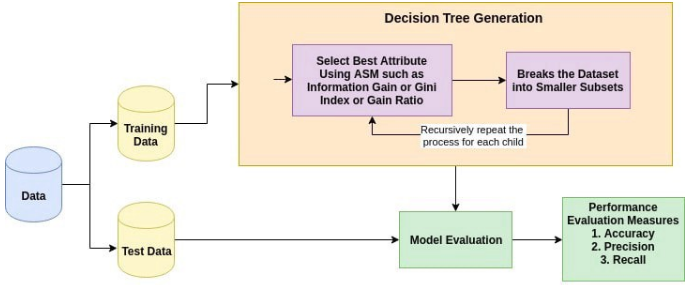 Decision Tree Generation
Select Best Attribute
Using ASM such as
Information Gain or Gini
Index or Gain Ratio
Breaks the Dataset
into Smaller Subsets
Recursively repeat the
process for each child
Training
Data
Data
Test Data
Model Evaluation
Performance
Evaluation Measures
1. Accuracy
2. Precision
3. Recall